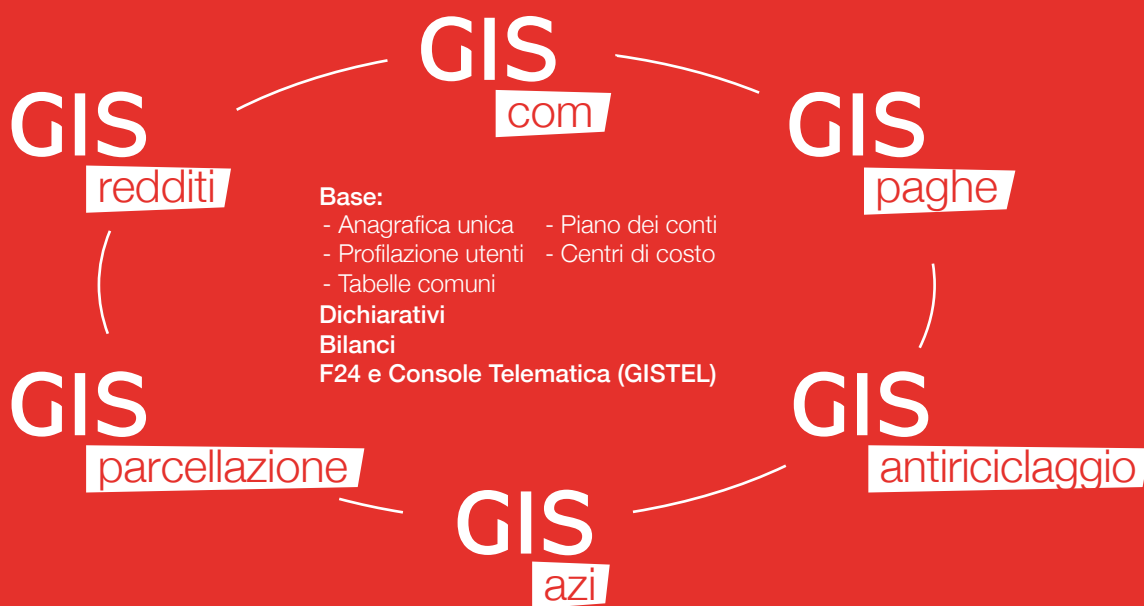 GIS
com
GIS
redditi
GIS
paghe
Base:
- Anagrafica unica - Piano dei conti
- Profilazione utenti - Centri di costo
- Tabelle comuni
Dichiarativi
Bilanci
F24 e Console Telematica (GISTEL)
GIS
parcellazione
GIS
antiriciclaggio
GIS
azi